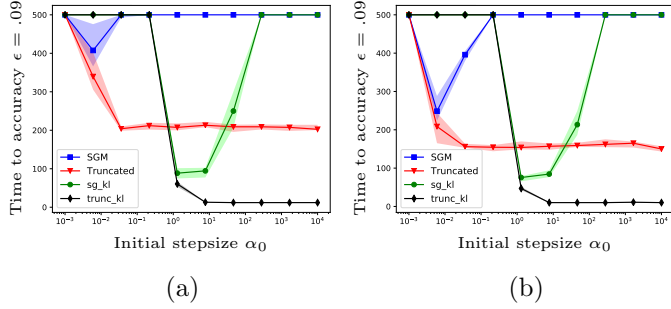 Time to accuracy ϵ = .09
500
400
300
200
100
0
SGM
Truncated
sg_kl
trunc_kl
10⁻³ 10⁻² 10⁻¹ 10⁰ 10¹ 10² 10³ 10⁴
Initial stepsize α₀
(a)
Time to accuracy ϵ = .09
500
400
300
200
100
0
SGM
Truncated
sg_kl
trunc_kl
10⁻³ 10⁻² 10⁻¹ 10⁰ 10¹ 10² 10³ 10⁴
Initial stepsize α₀
(b)